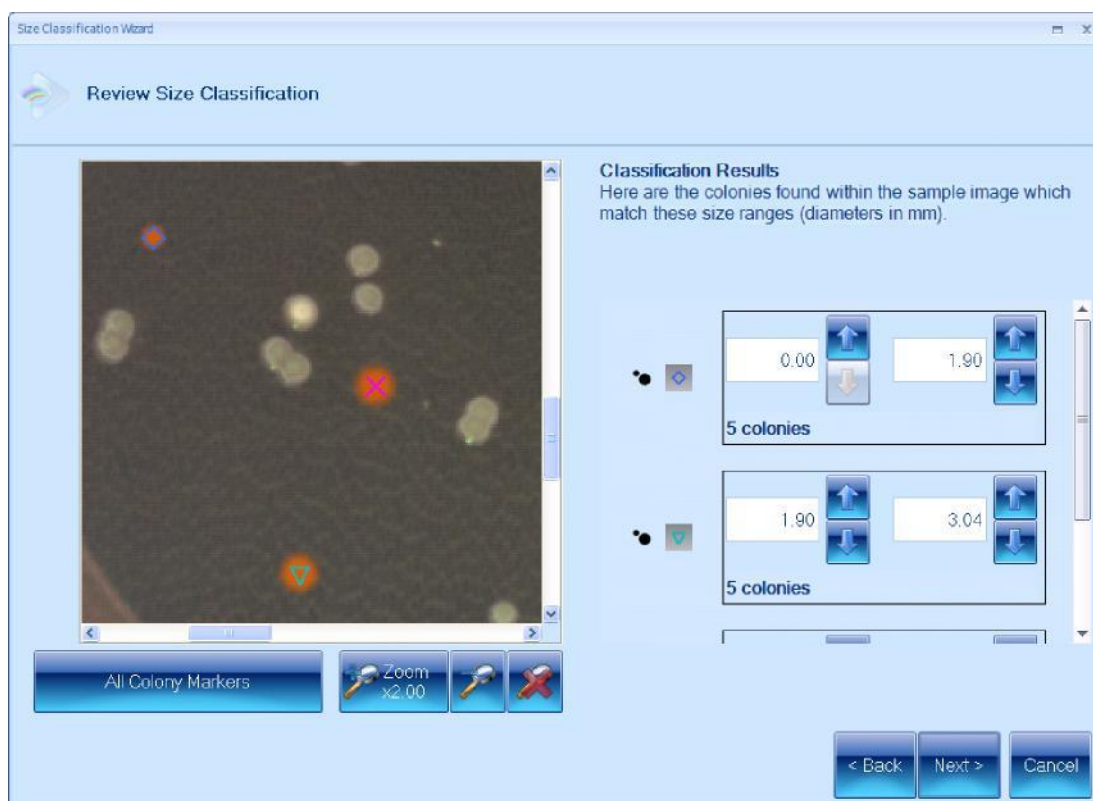 Size Classification Wizard
Review Size Classification
Classification Results
Here are the colonies found within the sample image which
match these size ranges (diameters in mm).
0.00
1.90
5 colonies
1.90
3.04
5 colonies
All Colony Markers
Zoom
x2.00
< Back
Next >
Cancel